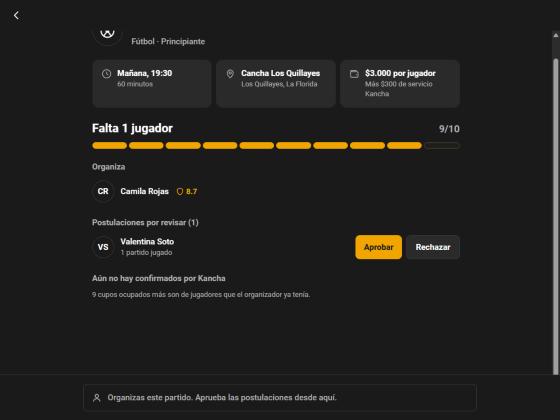 Fútbol · Principiante
Mañana, 19:30
60 minutos
Cancha Los Quillayes
Los Quillayes, La Florida
$3.000 por jugador
Más $300 de servicio
Kancha
Falta 1 jugador
9/10
Organiza
CR
Camila Rojas
8.7
Postulaciones por revisar (1)
VS
Valentina Soto
1 partido jugado
Aprobar
Rechazar
Aún no hay confirmados por Kancha
9 cupos ocupados más son de jugadores que el organizador ya tenía.
Organizas este partido. Aprueba las postulaciones desde aquí.